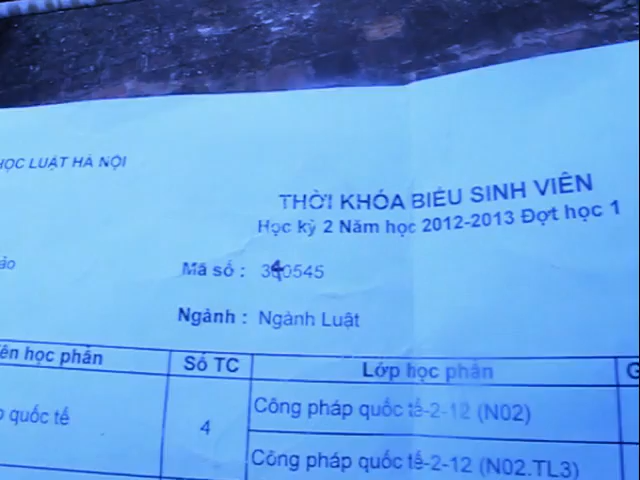 HỌC LUẬT HÀ NỘI
THỜI KHÓA BIỂU SINH VIÊN
Học kỳ 2 Năm học 2012-2013 Đợt học 1
Mã số : 340545
Ngành : Ngành Luật
ên học phần Số TC Lớp học phần
quốc tế 4 Công pháp quốc tế-2-12 (N02)
Công pháp quốc tế-2-12 (N02.TL3)